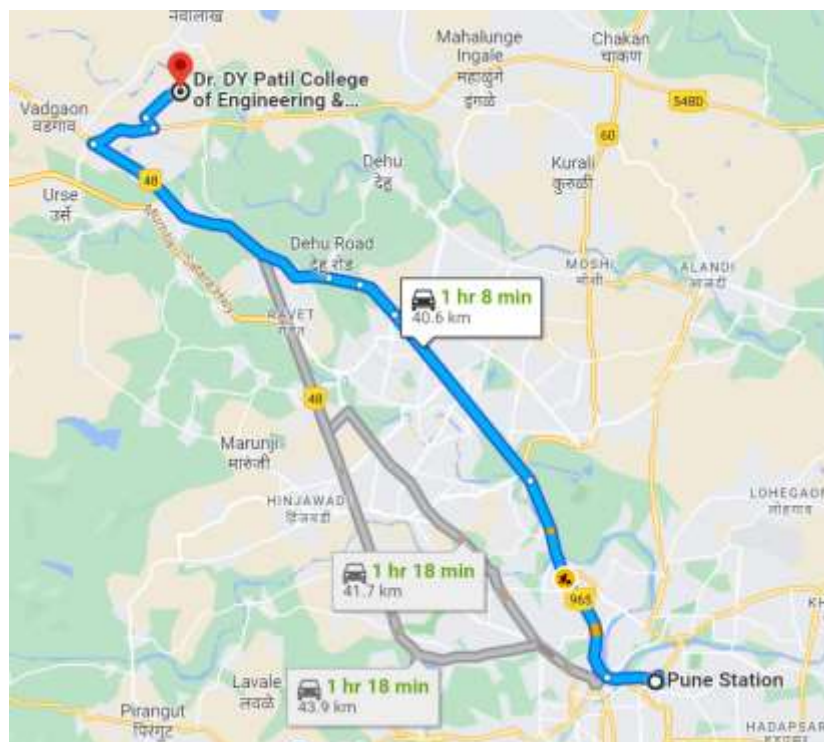 नवलाख
Dr. DY Patil College
of Engineering &...
Mahalunge
Ingale
महाळुंगे
इंगळे
Chakan
चाकण
548D
Vadgaon
वडगाव
60
Dehu
देहू
Kurali
कुरुळी
48
Urse
उर्से
Dehu Road
देहू रोड
MOSHI
मोशी
ALANDI
आळंदी
1 hr 8 min
40.6 km
RAVET
रावेत
48
Marunji
मारुंजी
HINJAWADI
हिंजवडी
LOHEGAON
लोहगाव
1 hr 18 min
41.7 km
965
1 hr 18 min
43.9 km
Lavale
लवळे
Pune Station
Pirangut
पिरंगुट
HADAPSAR